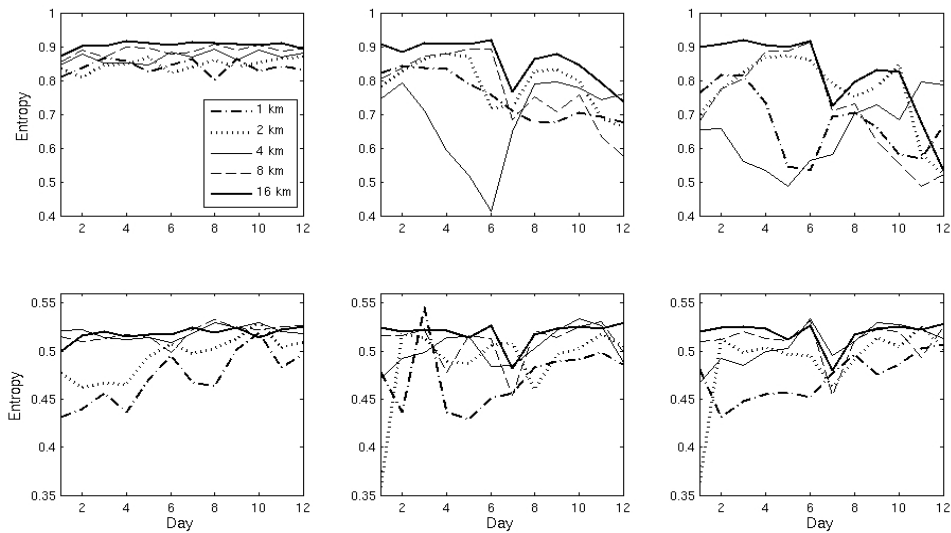 1 1 1
0.9 0.9 0.9
0.8 0.8 0.8
0.7 0.7 0.7
0.6 0.6 0.6
0.5 0.5 0.5
0.4 0.4 0.4
Entropy
1 km
2 km
4 km
8 km
16 km
2 4 6 8 10 12 2 4 6 8 10 12 2 4 6 8 10 12
0.55 0.55 0.55
0.5 0.5 0.5
0.45 0.45 0.45
0.4 0.4 0.4
0.35 0.35 0.35
Entropy
2 4 6 8 10 12 2 4 6 8 10 12 2 4 6 8 10 12
Day Day Day